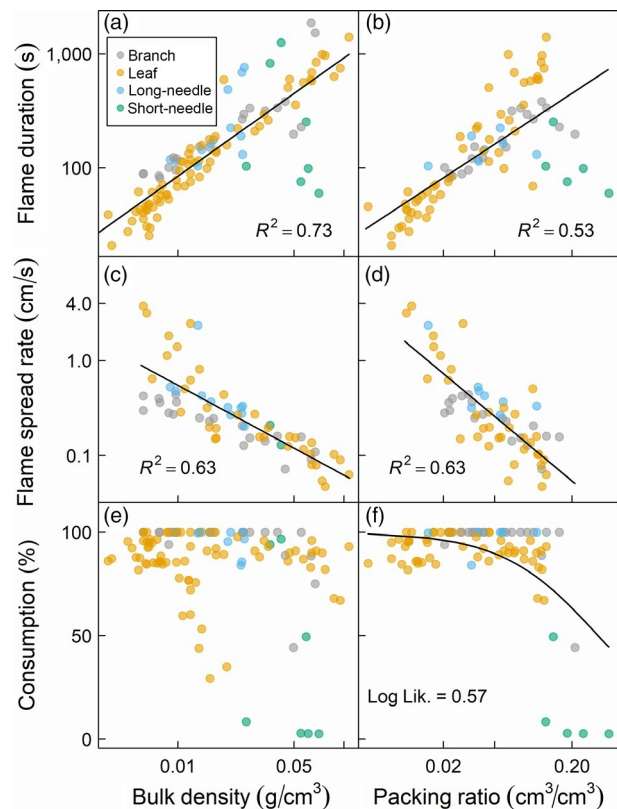 (a)
(b)
Branch
Leaf
Long-needle
Short-needle
Flame duration (s)
1,000
100
R² = 0.73
R² = 0.53
(c)
(d)
Flame spread rate (cm/s)
4.0
1.0
0.1
R² = 0.63
R² = 0.63
(e)
(f)
Consumption (%)
100
50
0
Log Lik. = 0.57
0.01
0.05
0.02
0.20
Bulk density (g/cm³)
Packing ratio (cm³/cm³)